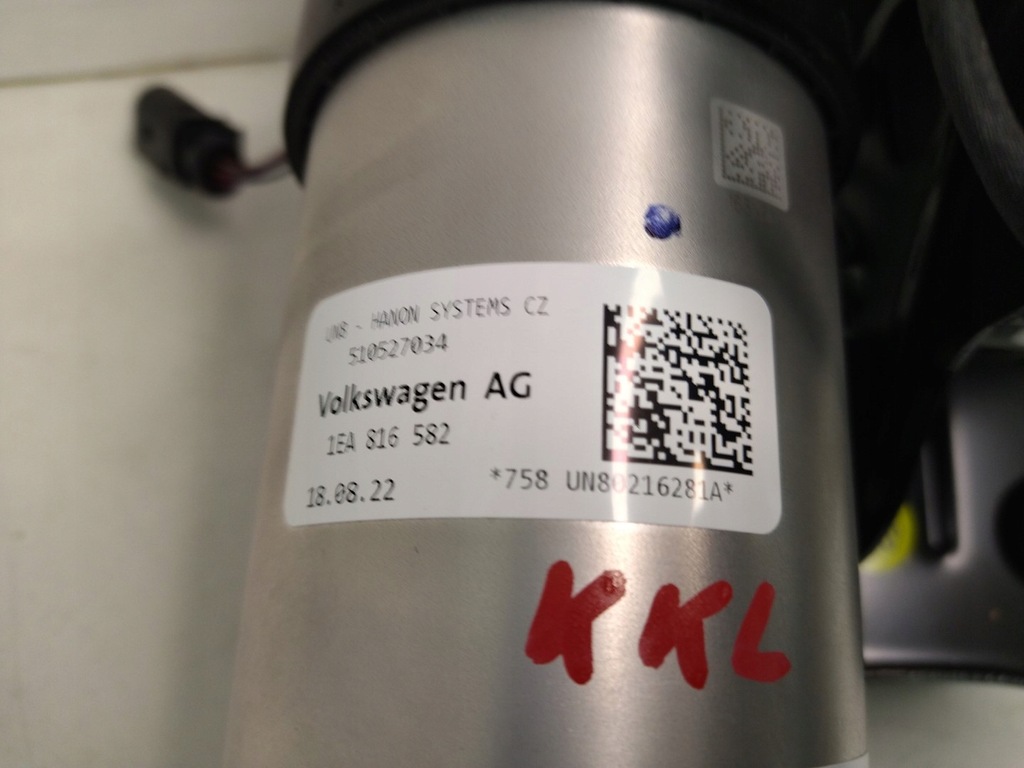 UN8 - HANON SYSTEMS CZ
510527034
Volkswagen AG
1EA 816 582
18.08.22
*758 UN80216281A*
KKL